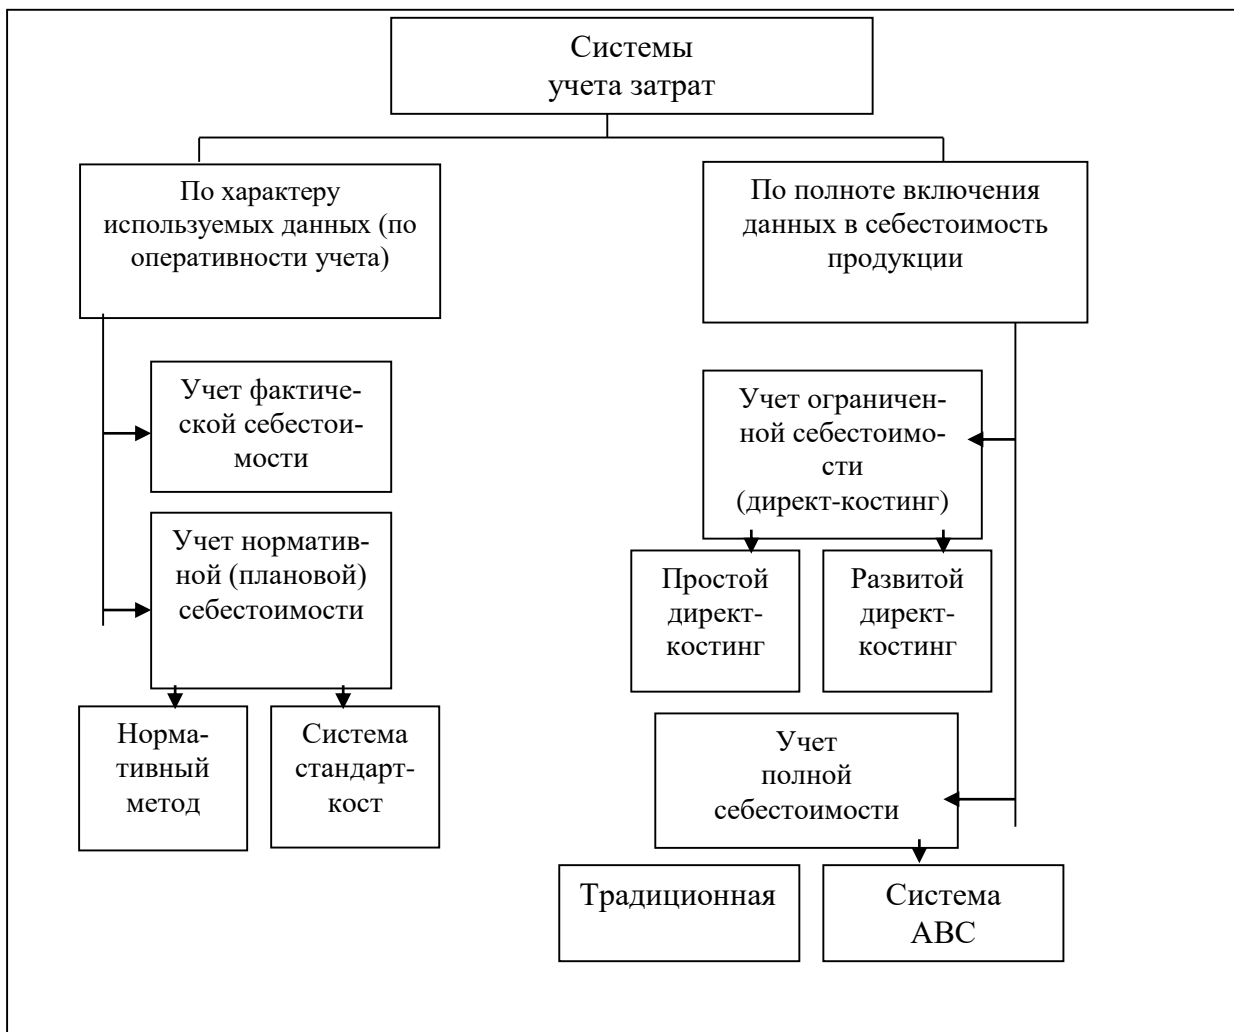 Системы
учета затрат
По характеру
используемых данных (по
оперативности учета)
По полноте включения
данных в себестоимость
продукции
Учет фактиче-
ской себестои-
мости
Учет норматив-
ной (плановой)
себестоимости
Норма-
тивный
метод
Система
стандарт-
кост
Учет ограничен-
ной себестоимо-
сти
(директ-костинг)
Простой
директ-
костинг
Развитой
директ-
костинг
Учет
полной
себестоимости
Традиционная
Система
АВС